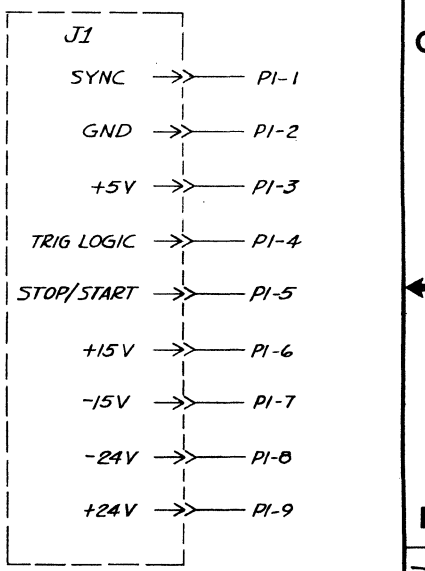 J1
SYNC P1-1
GND P1-2
+5V P1-3
TRIG LOGIC P1-4
STOP/START P1-5
+15V P1-6
-15V P1-7
-24V P1-8
+24V P1-9